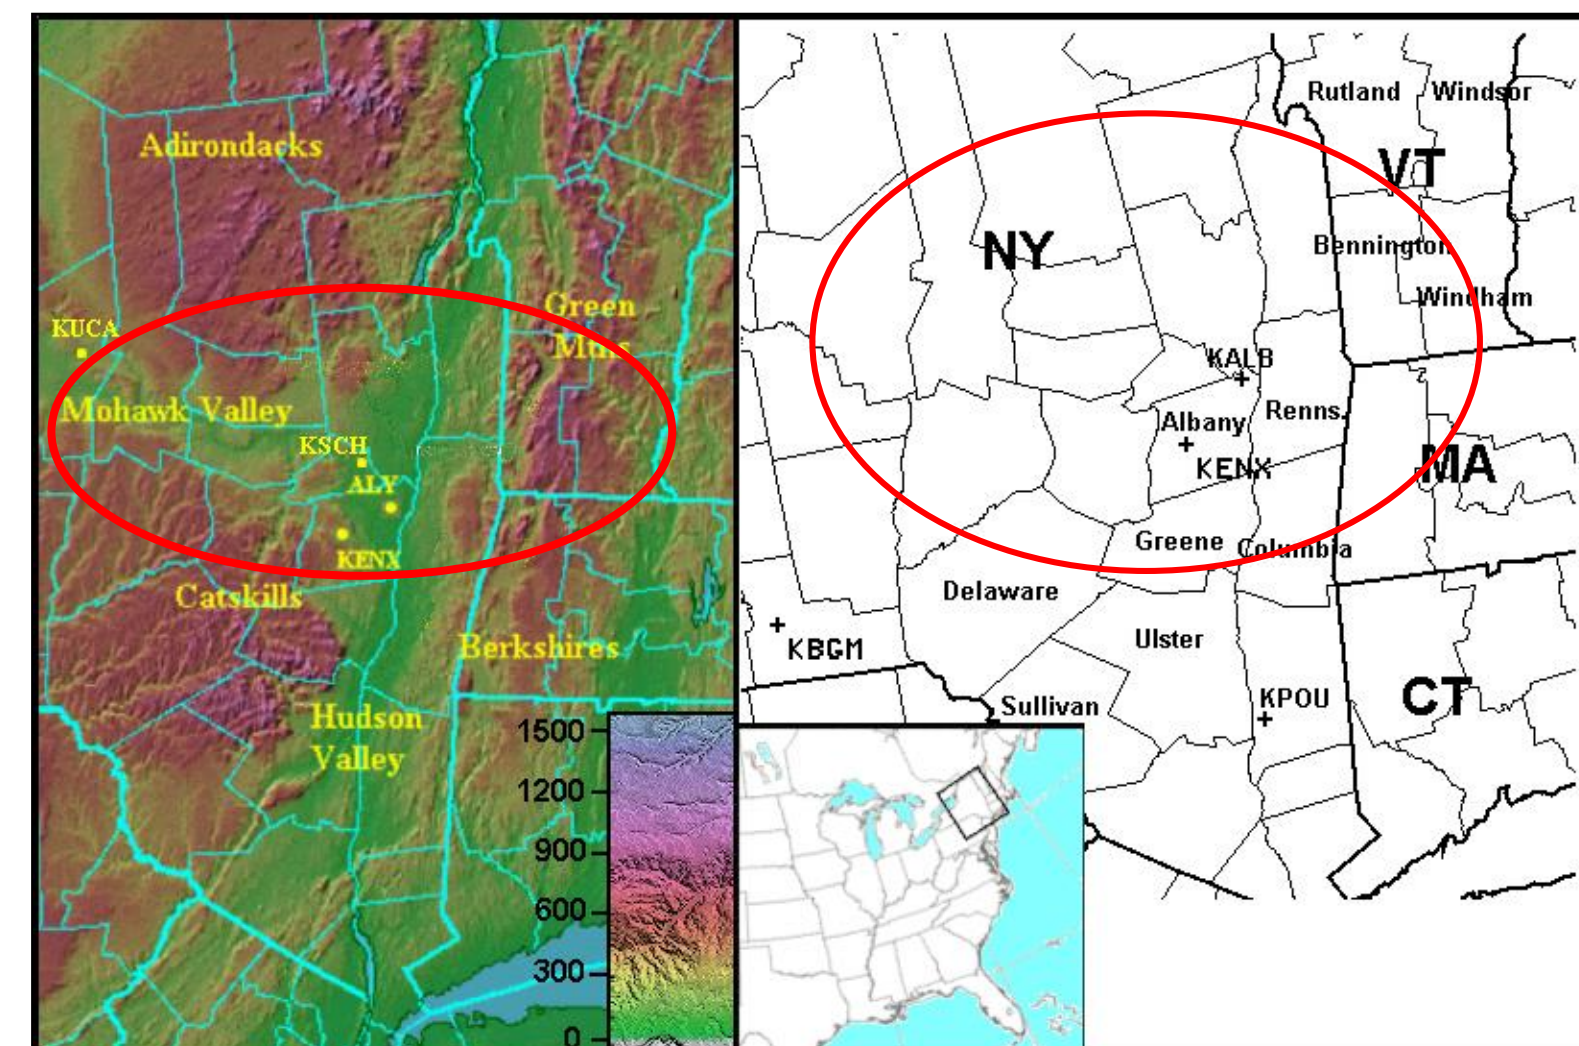 Adirondacks
Green
Mtns
KUCA
Mohawk Valley
KSCH
ALY
KENX
Catskills
Berkshires
Hudson
Valley
1500
1200
900
600
300
0
Rutland
Windsor
VT
NY
Bennington
Windham
KALB
Albany
Renns.
KENX
MA
Greene
Columbia
Delaware
KBGM
Ulster
Sullivan
KPOU
CT